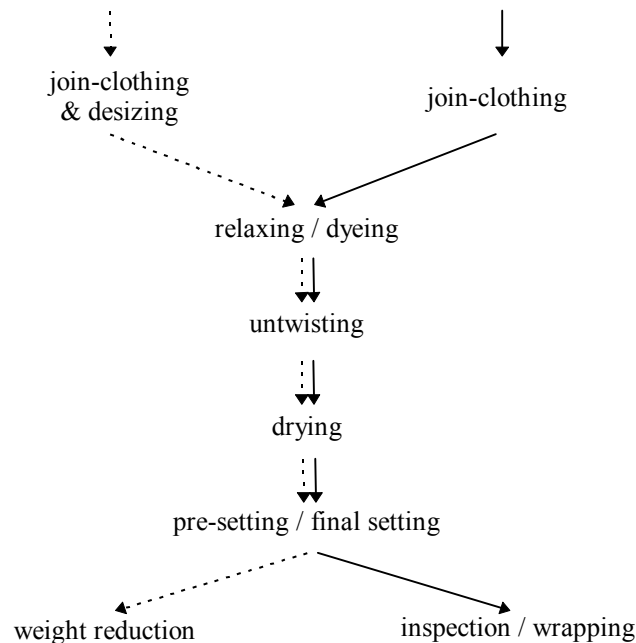 join-clothing
& desizing
join-clothing
relaxing / dyeing
untwisting
drying
pre-setting / final setting
weight reduction
inspection / wrapping